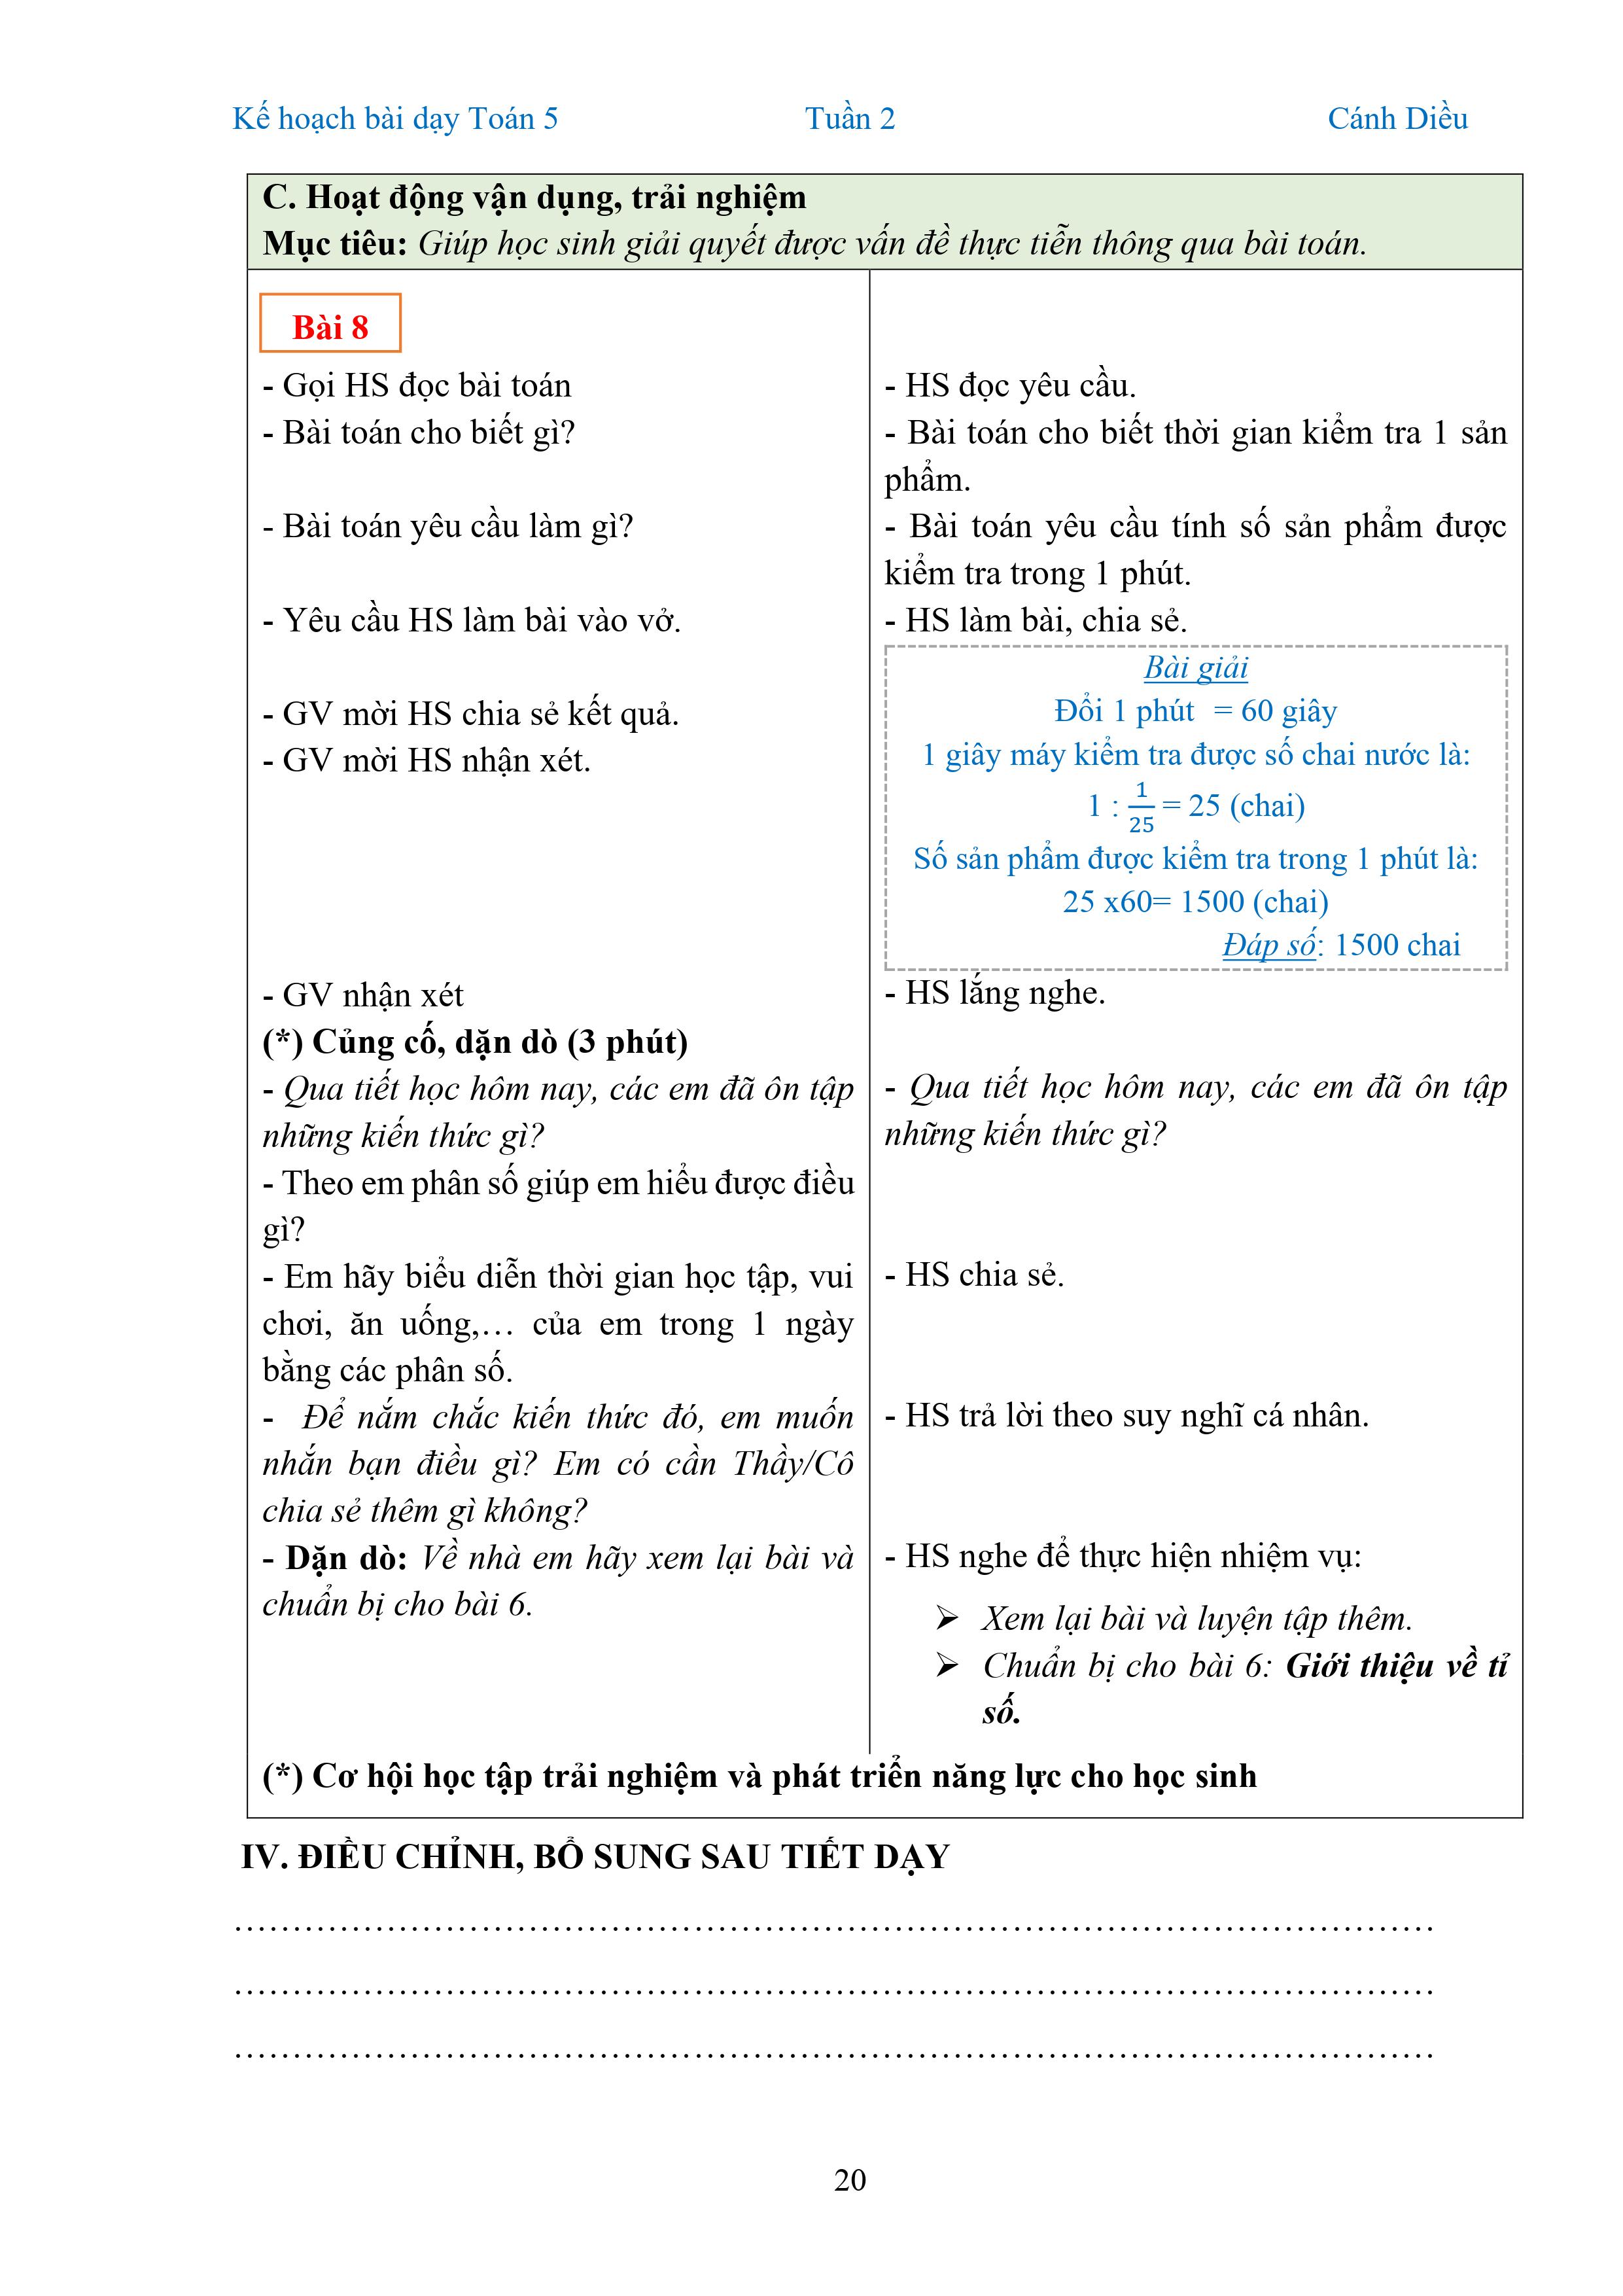 Kế hoạch bài dạy Toán 5 Tuần 2 Cánh Diều
C. Hoạt động vận dụng, trải nghiệm
Mục tiêu: Giúp học sinh giải quyết được vấn đề thực tiễn thông qua bài toán.
Bài 8
- Gọi HS đọc bài toán
- Bài toán cho biết gì?
- Bài toán yêu cầu làm gì?
- Yêu cầu HS làm bài vào vở.
- GV mời HS chia sẻ kết quả.
- GV mời HS nhận xét.
- GV nhận xét
(*) Củng cố, dặn dò (3 phút)
- Qua tiết học hôm nay, các em đã ôn tập
những kiến thức gì?
- Theo em phân số giúp em hiểu được điều
gì?
- Em hãy biểu diễn thời gian học tập, vui
chơi, ăn uống,… của em trong 1 ngày
bằng các phân số.
- Để nắm chắc kiến thức đó, em muốn
nhắn bạn điều gì? Em có cần Thầy/Cô
chia sẻ thêm gì không?
- Dặn dò: Về nhà em hãy xem lại bài và
chuẩn bị cho bài 6.
- HS đọc yêu cầu.
- Bài toán cho biết thời gian kiểm tra 1 sản
phẩm.
- Bài toán yêu cầu tính số sản phẩm được
kiểm tra trong 1 phút.
- HS làm bài, chia sẻ.
Bài giải
Đổi 1 phút = 60 giây
1 giây máy kiểm tra được số chai nước là:
1 : 1/25 = 25 (chai)
Số sản phẩm được kiểm tra trong 1 phút là:
25 x60= 1500 (chai)
Đáp số: 1500 chai
- HS lắng nghe.
- Qua tiết học hôm nay, các em đã ôn tập
những kiến thức gì?
- HS chia sẻ.
- HS trả lời theo suy nghĩ cá nhân.
- HS nghe để thực hiện nhiệm vụ:
➢ Xem lại bài và luyện tập thêm.
➢ Chuẩn bị cho bài 6: Giới thiệu về tỉ
số.
(*) Cơ hội học tập trải nghiệm và phát triển năng lực cho học sinh
IV. ĐIỀU CHỈNH, BỔ SUNG SAU TIẾT DẠY
……………………………………………………………………………………………
……………………………………………………………………………………………
……………………………………………………………………………………………
20